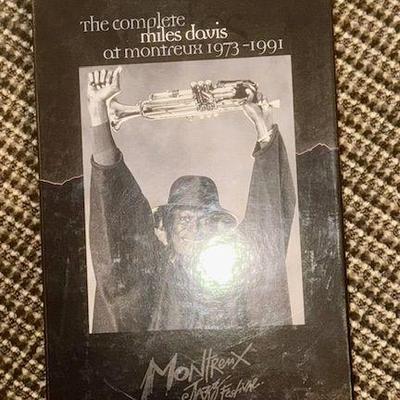 The complete
miles davis
at montreux 1973-1991
Montreux
Jazz Festival